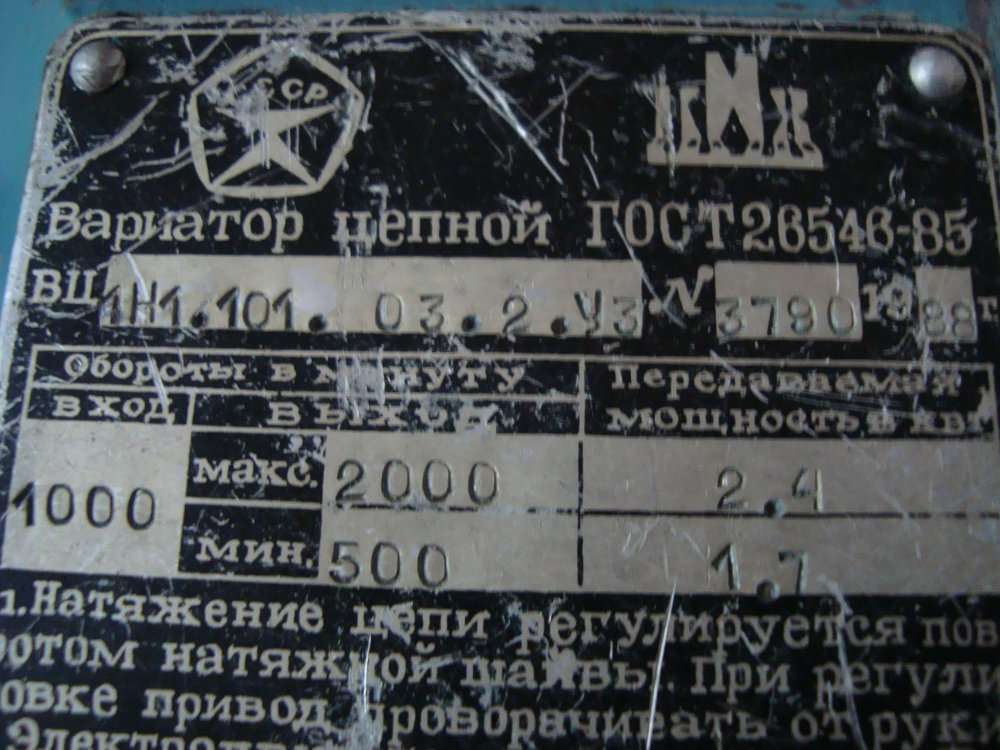 СССР
Вариатор цепной ГОСТ 26546-85
ВЦ 1Н1.101. 03.2.У3 N 3790 1988 г
Обороты в минуту Передаваемая
вход выход мощность в квт
1000 макс. 2000 2.4
мин. 500 1.7
1. Натяжение цепи регулируется пов
ротом натяжной шайбы. При регули
овке привод проворачивать от руки